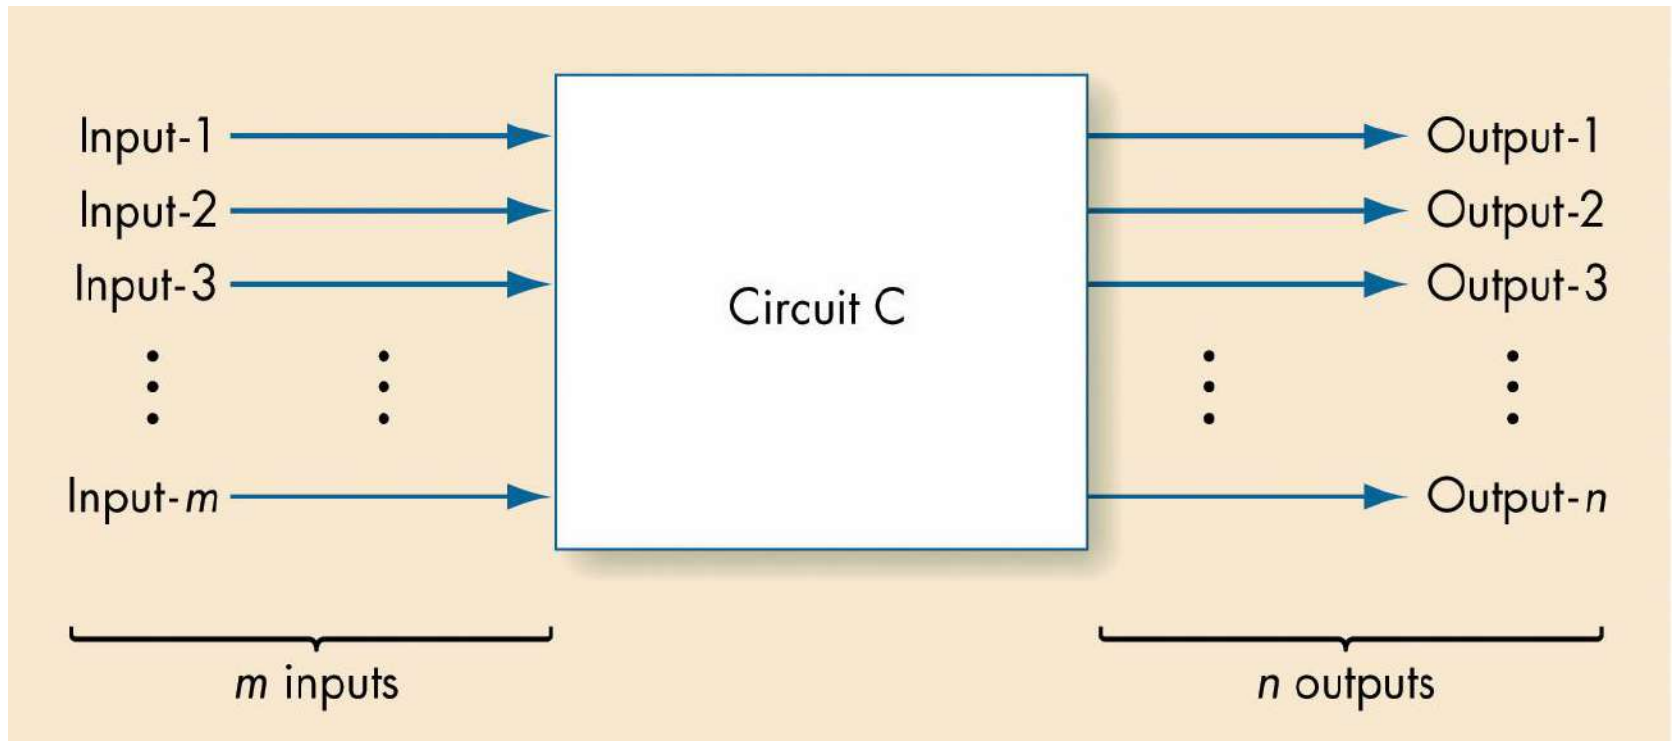 Input-1
Input-2
Input-3
Input-m
Circuit C
Output-1
Output-2
Output-3
Output-n
m inputs
n outputs